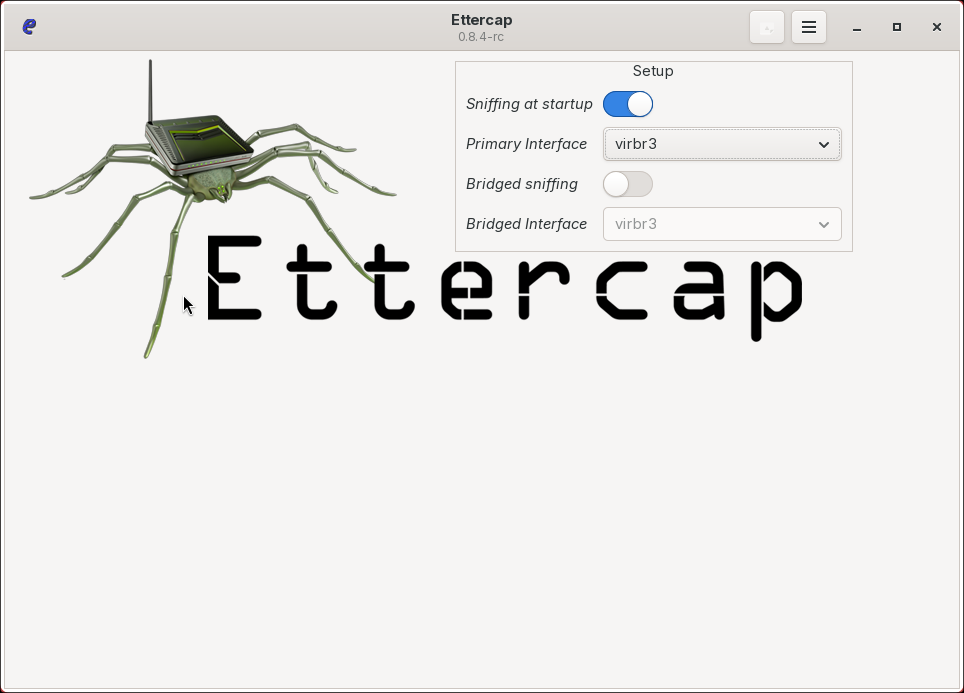 Ettercap
0.8.4-rc
Setup
Sniffing at startup
Primary Interface virbr3
Bridged sniffing
Bridged Interface virbr3
Ettercap